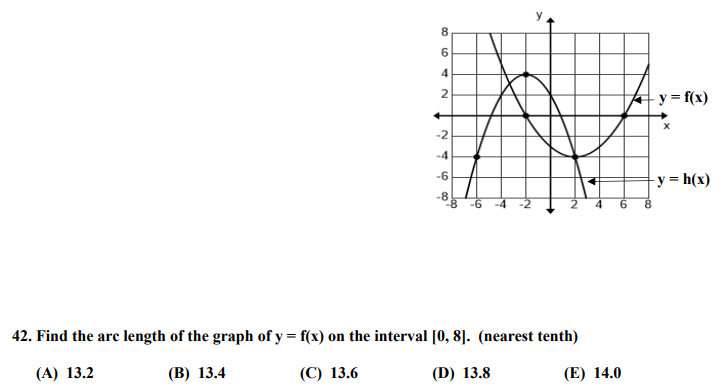 y
8
6
4
2
y = f(x)
x
-2
-4
-6
y = h(x)
-8
-8 -6 -4 -2 2 4 6 8
42. Find the arc length of the graph of y = f(x) on the interval [0, 8]. (nearest tenth)
(A) 13.2 (B) 13.4 (C) 13.6 (D) 13.8 (E) 14.0